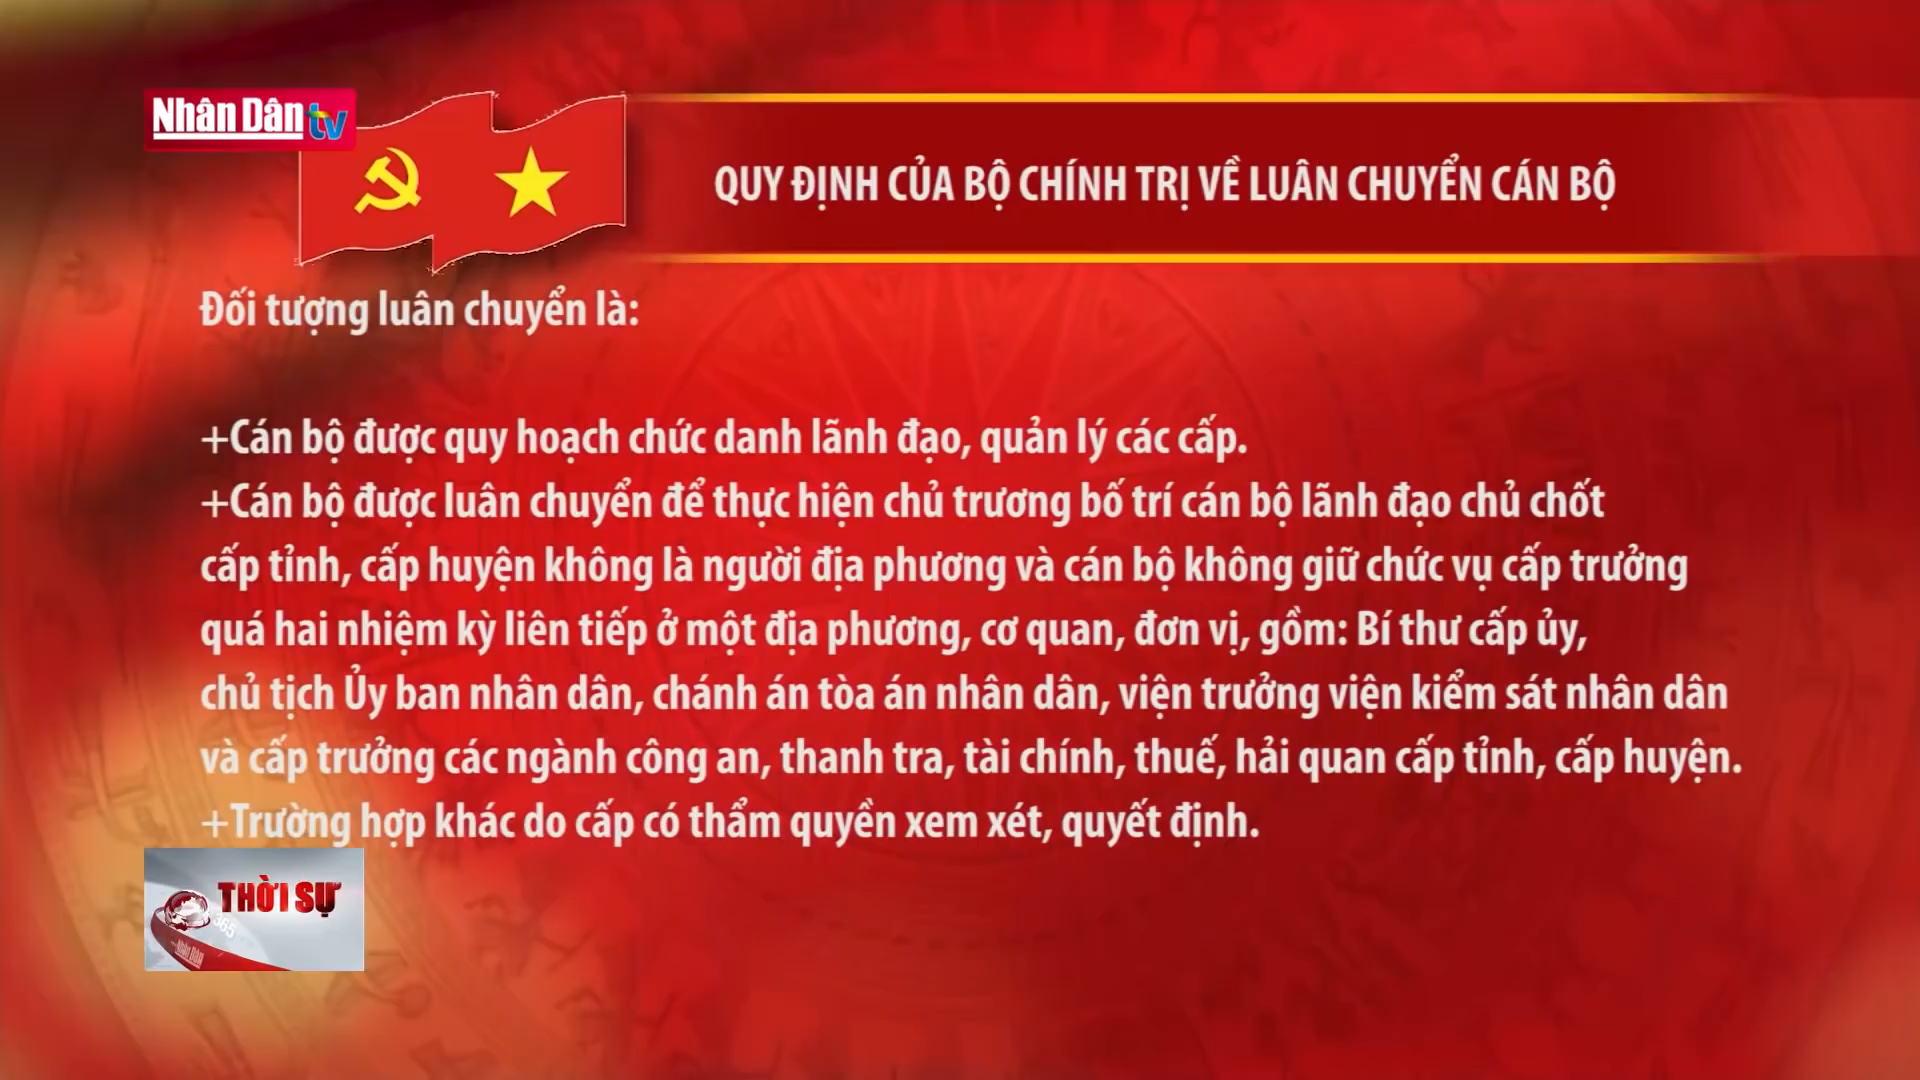 Nhân Dân tv
QUY ĐỊNH CỦA BỘ CHÍNH TRỊ VỀ LUÂN CHUYỂN CÁN BỘ
Đối tượng luân chuyển là:
+Cán bộ được quy hoạch chức danh lãnh đạo, quản lý các cấp.
+Cán bộ được luân chuyển để thực hiện chủ trương bố trí cán bộ lãnh đạo chủ chốt
cấp tỉnh, cấp huyện không là người địa phương và cán bộ không giữ chức vụ cấp trưởng
quá hai nhiệm kỳ liên tiếp ở một địa phương, cơ quan, đơn vị, gồm: Bí thư cấp ủy,
chủ tịch Ủy ban nhân dân, chánh án tòa án nhân dân, viện trưởng viện kiểm sát nhân dân
và cấp trưởng các ngành công an, thanh tra, tài chính, thuế, hải quan cấp tỉnh, cấp huyện.
+Trường hợp khác do cấp có thẩm quyền xem xét, quyết định.
THỜI SỰ
365
Nhân Dân